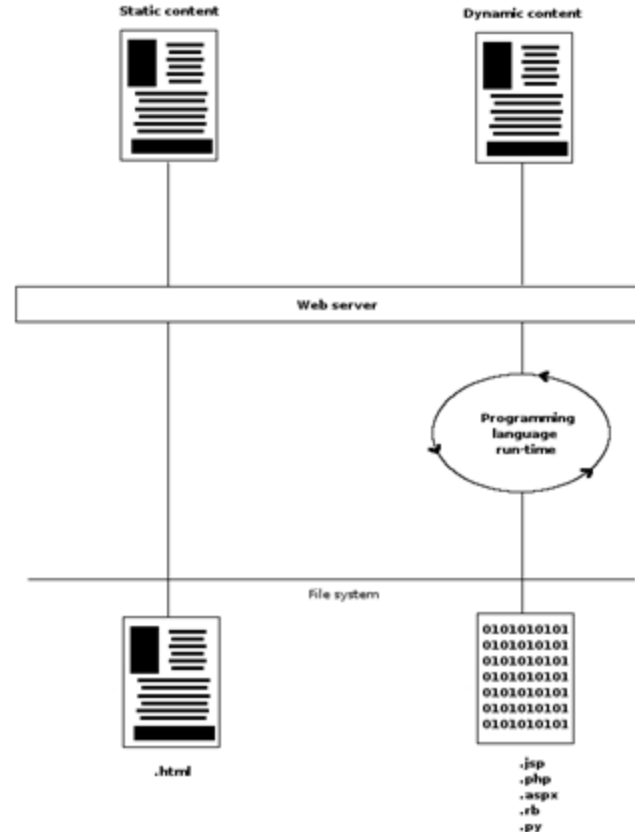 Static content
Dynamic content
Web server
Programming
language
run-time
File system
0101010101
0101010101
0101010101
0101010101
0101010101
0101010101
0101010101
.html
.jsp
.php
.aspx
.rb
.py